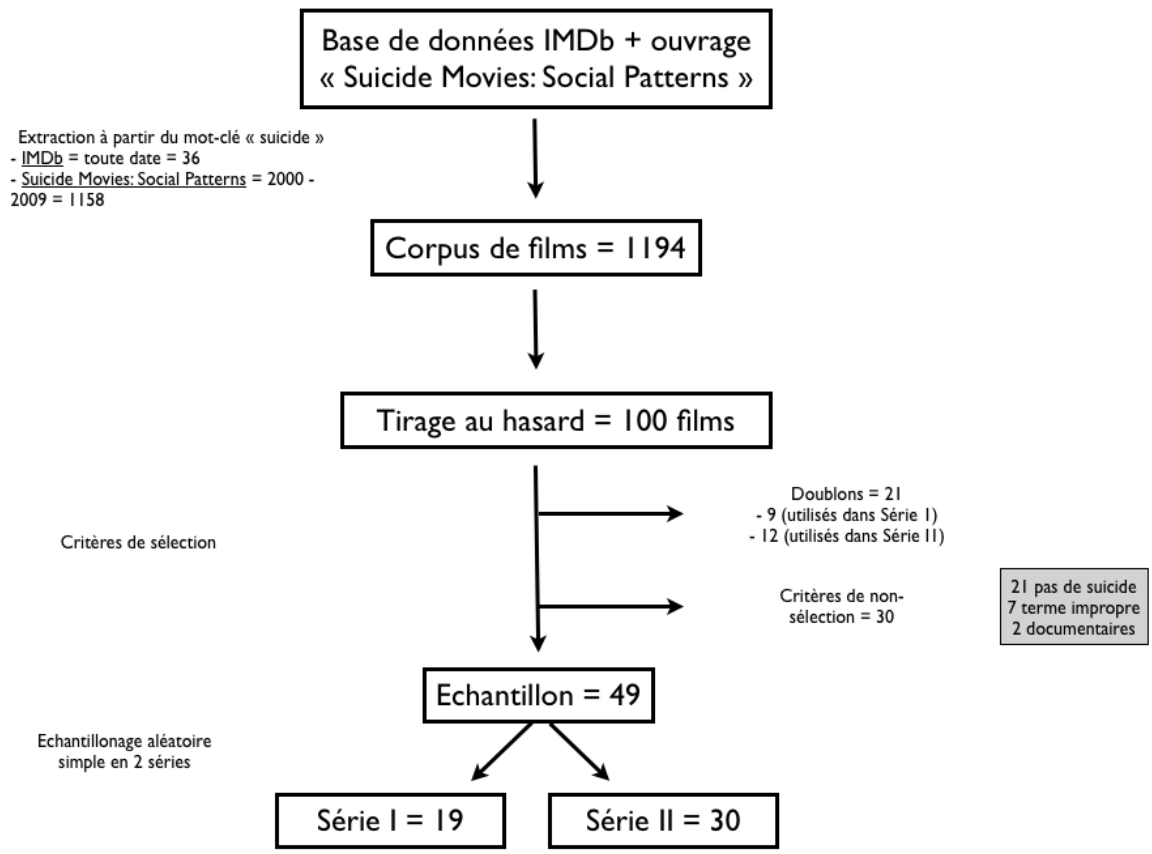 Base de données IMDb + ouvrage
« Suicide Movies: Social Patterns »
Extraction à partir du mot-clé « suicide »
- IMDb = toute date = 36
- Suicide Movies: Social Patterns = 2000 -
2009 = 1158
Corpus de films = 1194
Tirage au hasard = 100 films
Doublons = 21
- 9 (utilisés dans Série I)
- 12 (utilisés dans Série II)
Critères de sélection
Critères de non-
sélection = 30
21 pas de suicide
7 terme impropre
2 documentaires
Echantillon = 49
Echantillonage aléatoire
simple en 2 séries
Série I = 19
Série II = 30